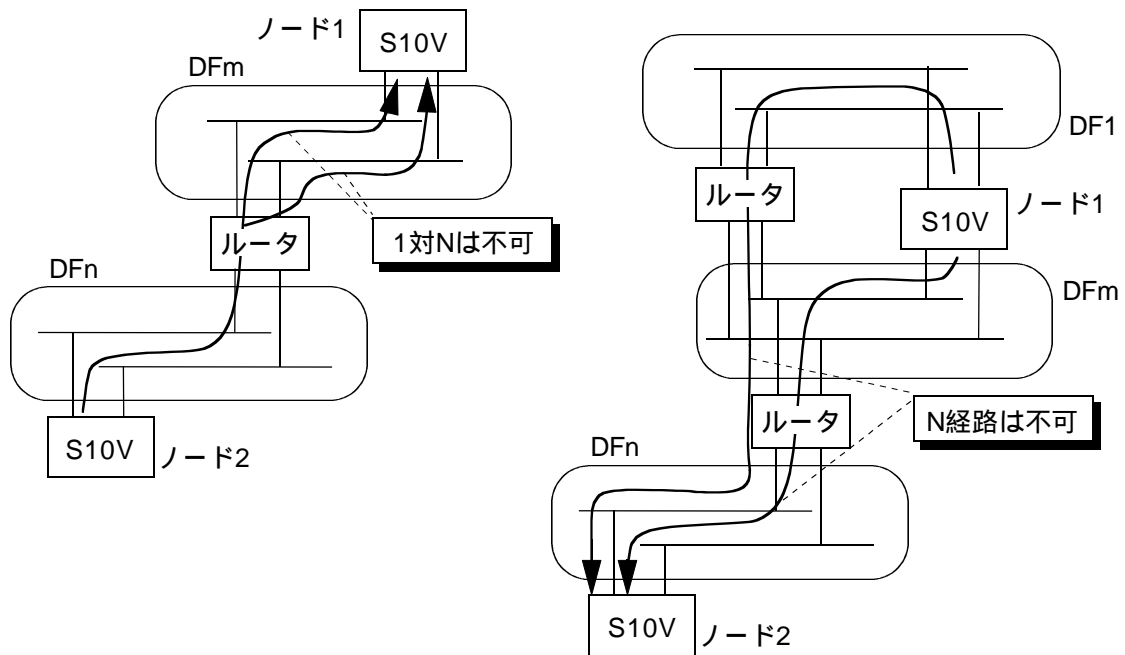 ノード1
S10V
DFm
ルータ
1対Nは不可
DFn
S10V
ノード2
DF1
ルータ
S10V
ノード1
DFm
ルータ
N経路は不可
DFn
S10V
ノード2